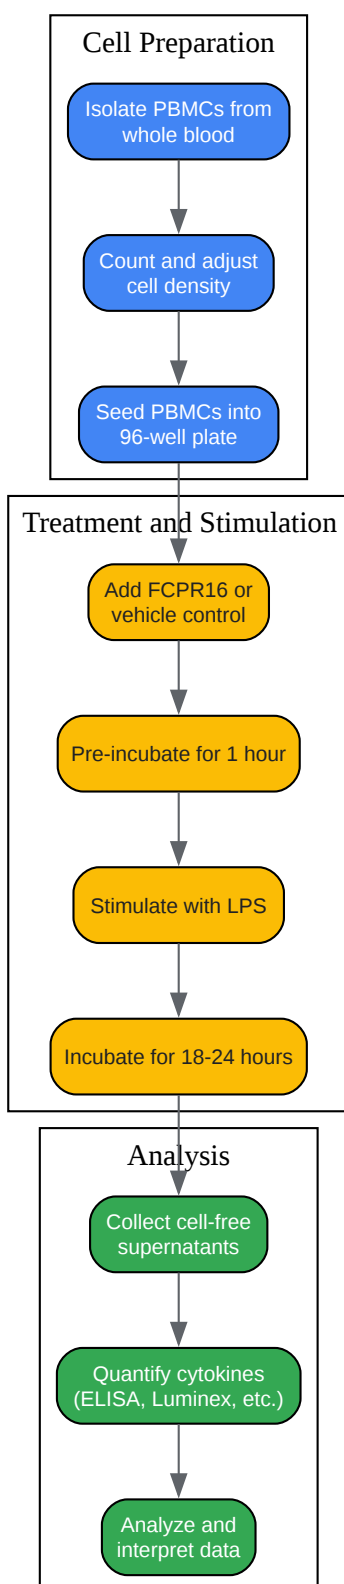 Cell Preparation
Isolate PBMCs from
whole blood
Count and adjust
cell density
Seed PBMCs into
96-well plate
Treatment and Stimulation
Add FCPR16 or
vehicle control
Pre-incubate for 1 hour
Stimulate with LPS
Incubate for 18-24 hours
Analysis
Collect cell-free
supernatants
Quantify cytokines
(ELISA, Luminex, etc.)
Analyze and
interpret data